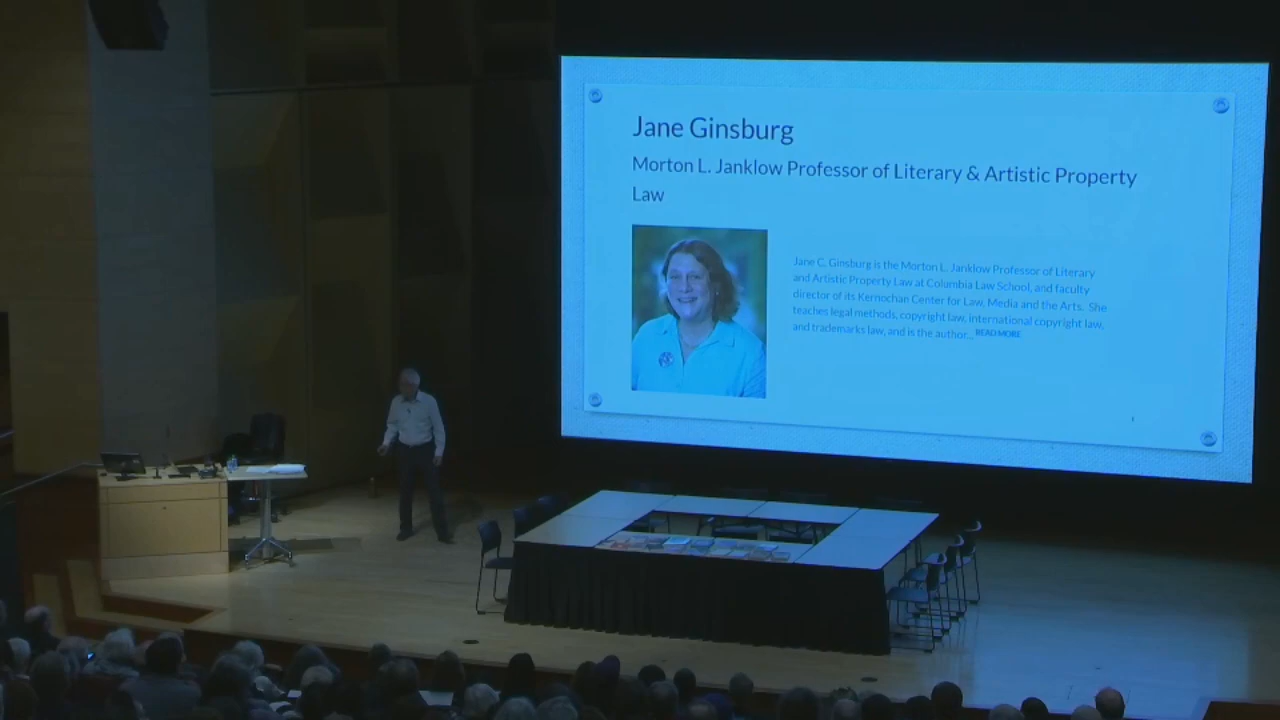 Jane Ginsburg
Morton L. Janklow Professor of Literary & Artistic Property
Law
Jane C. Ginsburg is the Morton L. Janklow Professor of Literary
and Artistic Property Law at Columbia Law School, and faculty
director of its Kernochan Center for Law, Media and the Arts. She
teaches legal methods, copyright law, international copyright law,
and trademarks law, and is the author... READ MORE